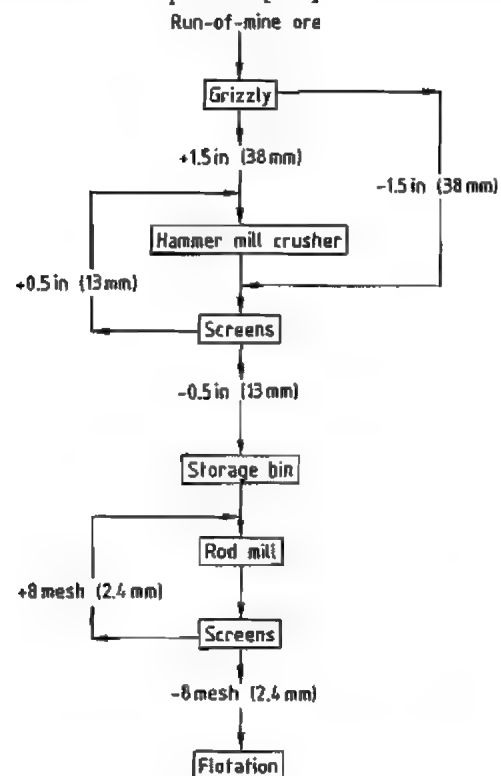 Run-of-mine ore
Grizzly
+1.5 in (38 mm)
-1.5 in (38 mm)
Hammer mill crusher
+0.5 in (13 mm)
Screens
-0.5 in (13 mm)
Storage bin
Rod mill
+8 mesh (2.4 mm)
Screens
-8 mesh (2.4 mm)
Flotation